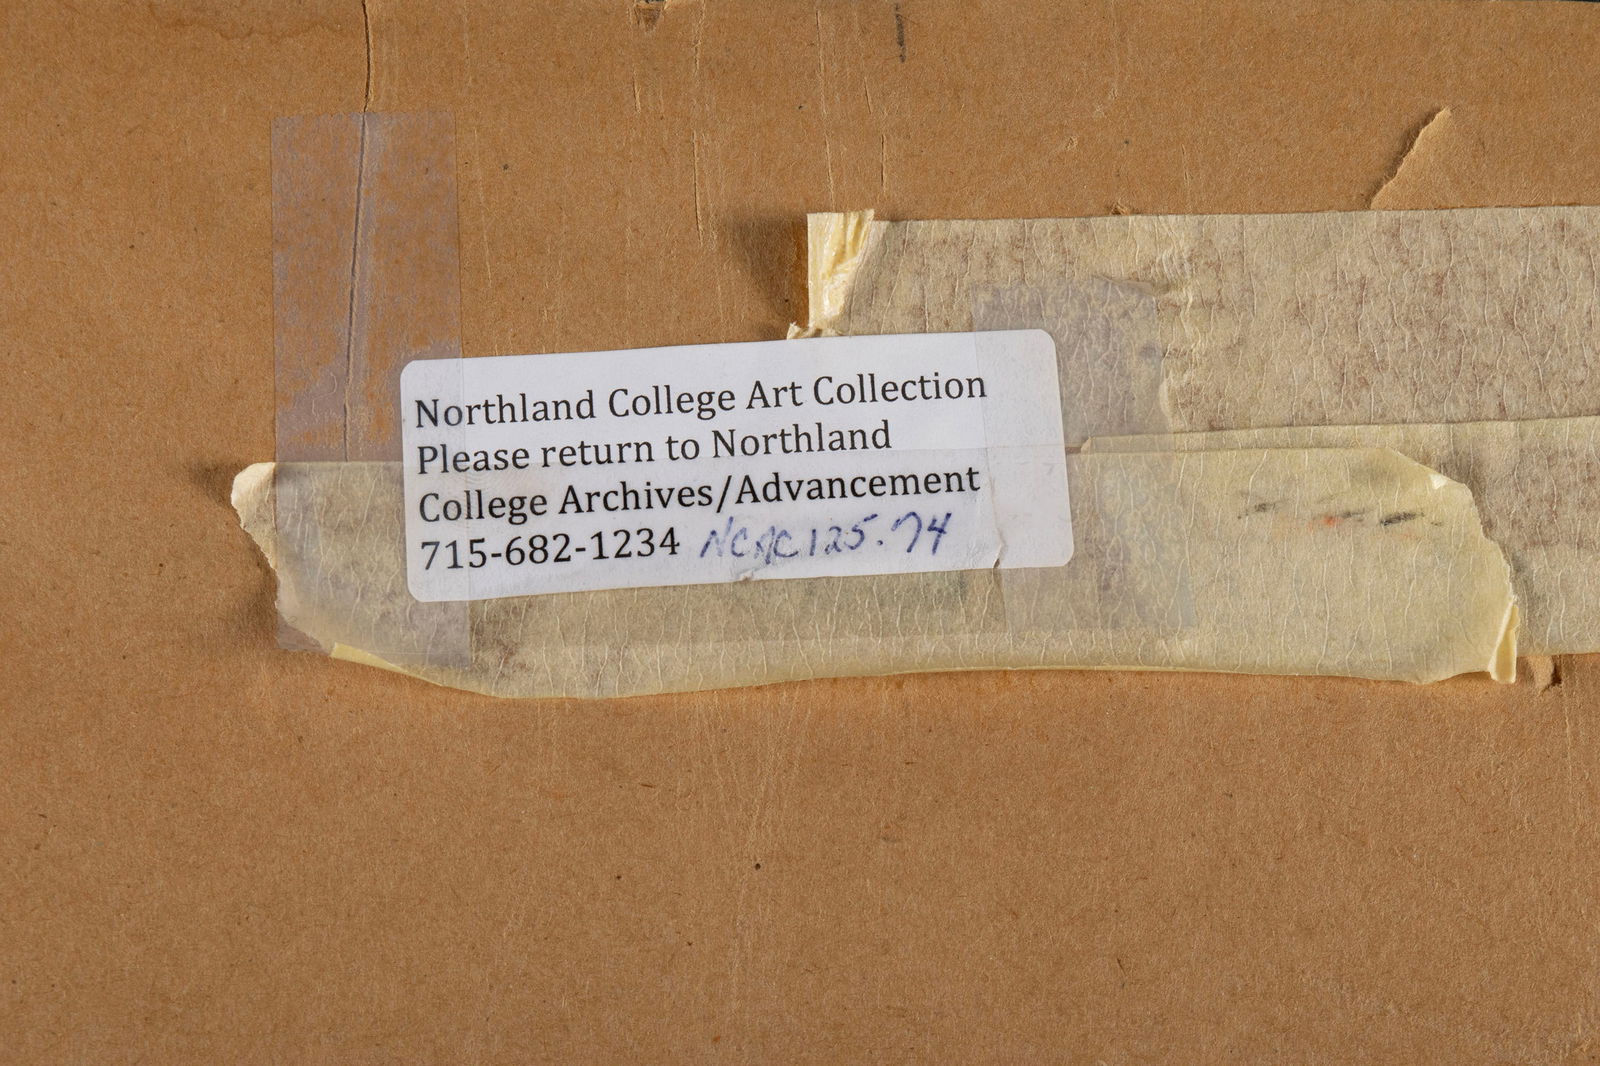 Northland College Art Collection
Please return to Northland
College Archives/Advancement
715-682-1234 NCAC125.74